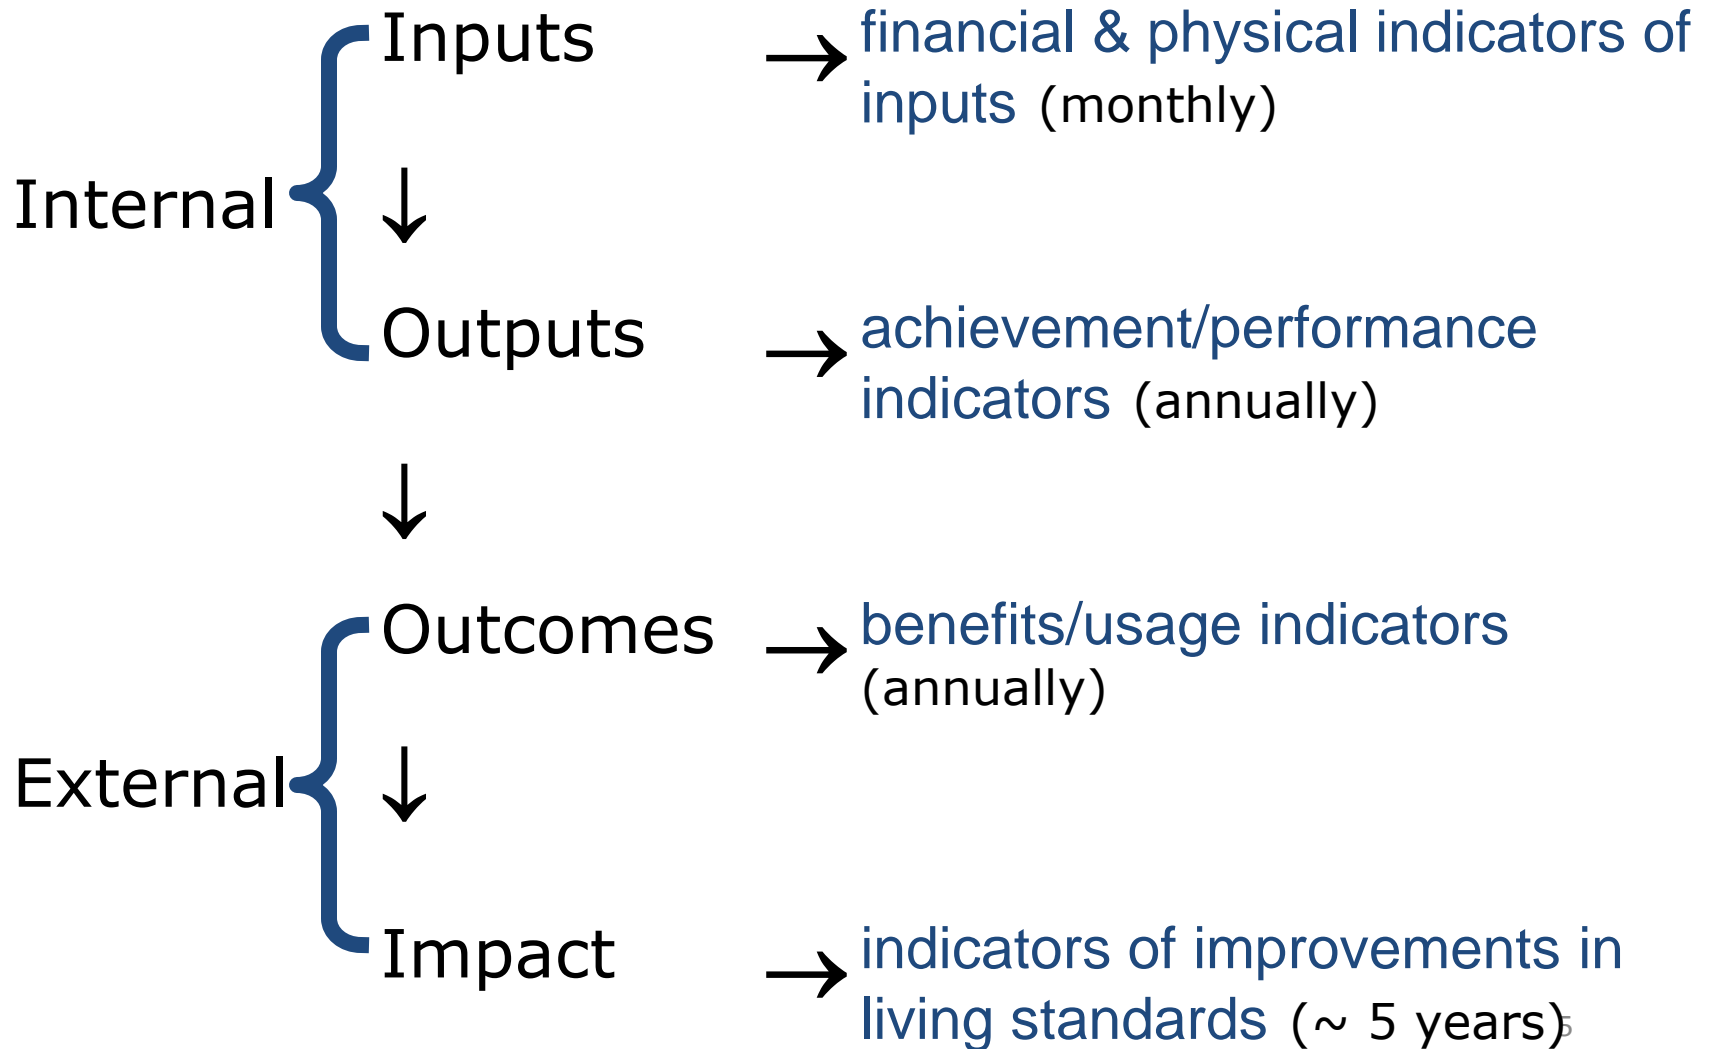 Inputs → financial & physical indicators of
inputs (monthly)
Internal ↓
Outputs → achievement/performance
indicators (annually)
↓
Outcomes → benefits/usage indicators
(annually)
External ↓
Impact → indicators of improvements in
living standards (~ 5 years)